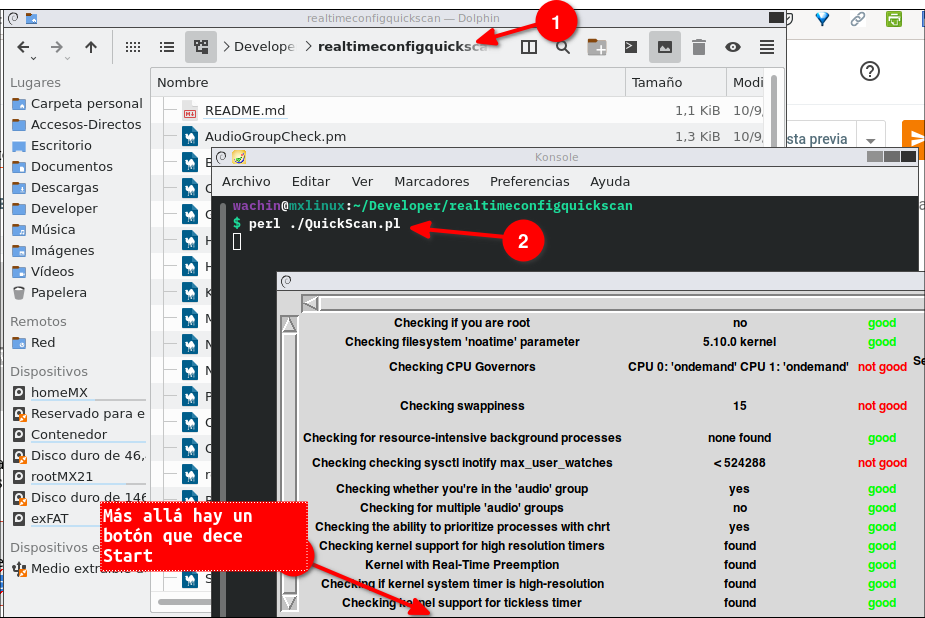 realtimeconfigquickscan — Dolphin
1
Develope
realtimeconfigquicksca
Lugares
Carpeta personal
Accesos-Directos
Escritorio
Documentos
Descargas
Developer
Música
Imágenes
Vídeos
Papelera
Remotos
Red
Dispositivos
homeMX
Reservado para e
Contenedor
Disco duro de 46,
rootMX21
Disco duro de 146
exFAT
Dispositivos e
Medio extraíble
Nombre Tamaño Modi
README.md 1,1 KiB 10/9,
AudioGroupCheck.pm 1,3 KiB 10/9,
sta previa
Konsole
Archivo Editar Ver Marcadores Preferencias Ayuda
wachin@mxlinux:~/Developer/realtimeconfigquickscan
$ perl ./QuickScan.pl
2
Checking if you are root no good
Checking filesystem 'noatime' parameter 5.10.0 kernel good
Checking CPU Governors CPU 0: 'ondemand' CPU 1: 'ondemand' not good Se
Checking swappiness 15 not good
Checking for resource-intensive background processes none found good
Checking checking sysctl inotify max_user_watches < 524288 not good
Checking whether you're in the 'audio' group yes good
Checking for multiple 'audio' groups no good
Checking the ability to prioritize processes with chrt yes good
Checking kernel support for high resolution timers found good
Kernel with Real-Time Preemption found good
Checking if kernel system timer is high-resolution found good
Checking kernel support for tickless timer found good
Más allá hay un
botón que dece
Start